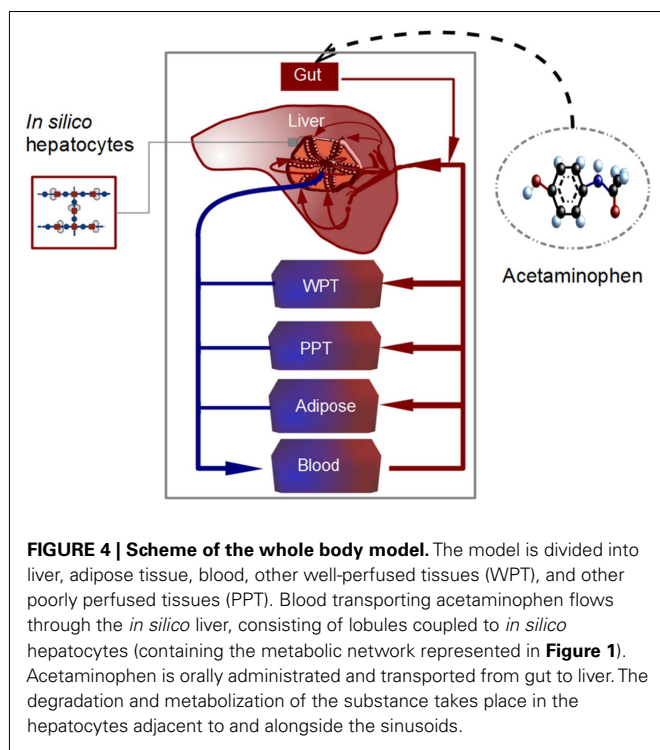 Gut
Liver
In silico
hepatocytes
Acetaminophen
WPT
PPT
Adipose
Blood
FIGURE 4 | Scheme of the whole body model. The model is divided into
liver, adipose tissue, blood, other well-perfused tissues (WPT), and other
poorly perfused tissues (PPT). Blood transporting acetaminophen flows
through the in silico liver, consisting of lobules coupled to in silico
hepatocytes (containing the metabolic network represented in Figure 1).
Acetaminophen is orally administrated and transported from gut to liver. The
degradation and metabolization of the substance takes place in the
hepatocytes adjacent to and alongside the sinusoids.